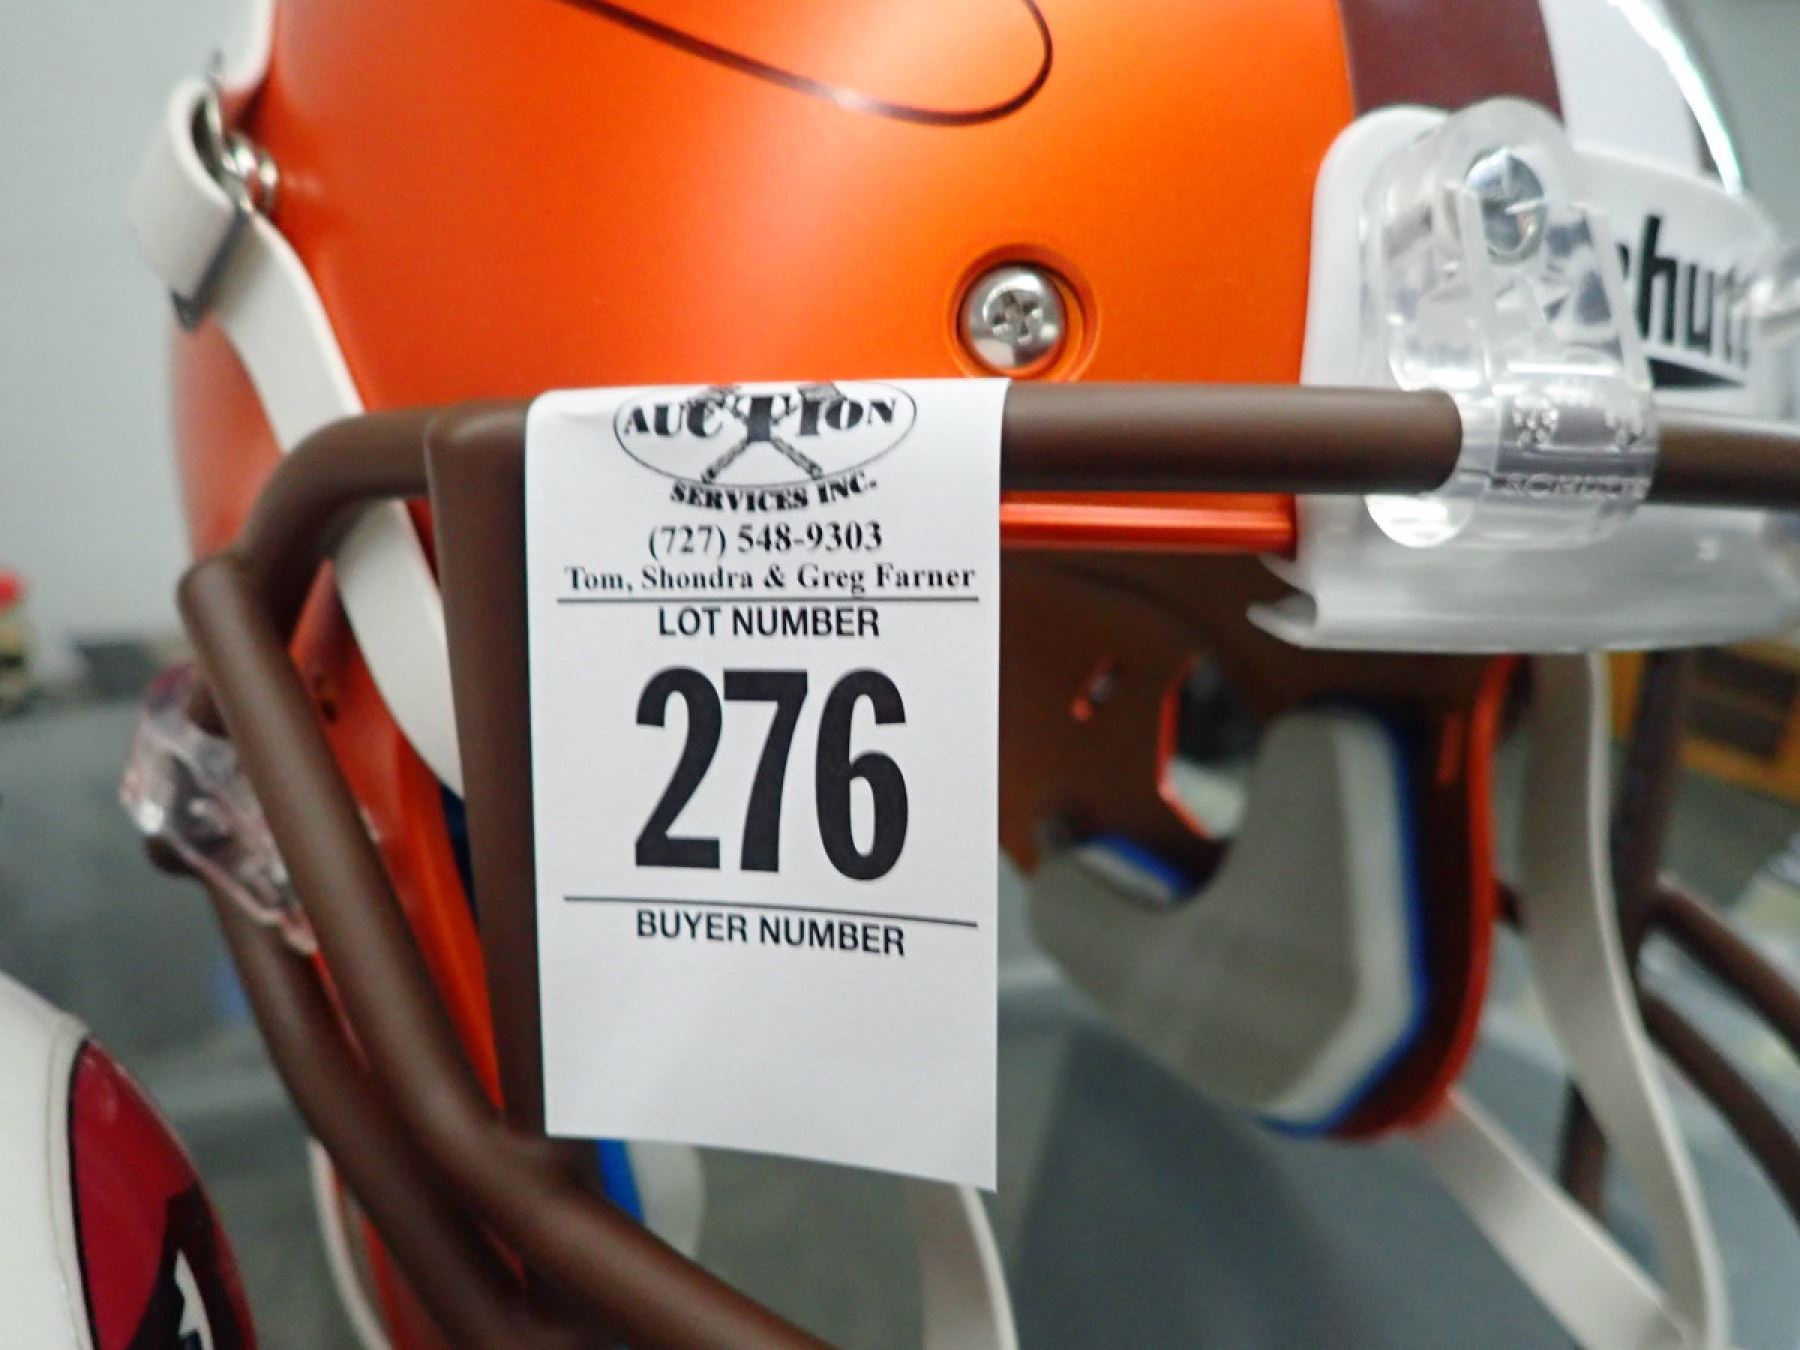 AUCTION
SERVICES INC.
(727) 548-9303
Tom, Shondra & Greg Farner
LOT NUMBER
276
BUYER NUMBER